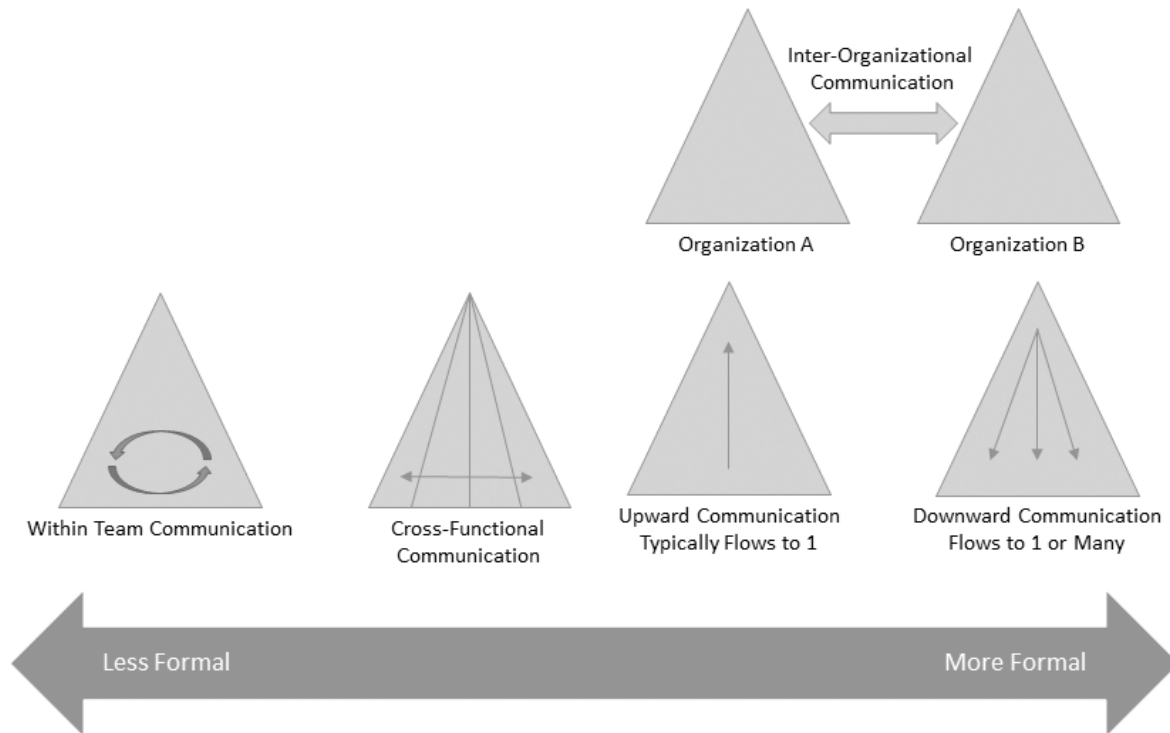 Inter-Organizational
Communication
Organization A
Organization B
Within Team Communication
Cross-Functional
Communication
Upward Communication
Typically Flows to 1
Downward Communication
Flows to 1 or Many
Less Formal
More Formal